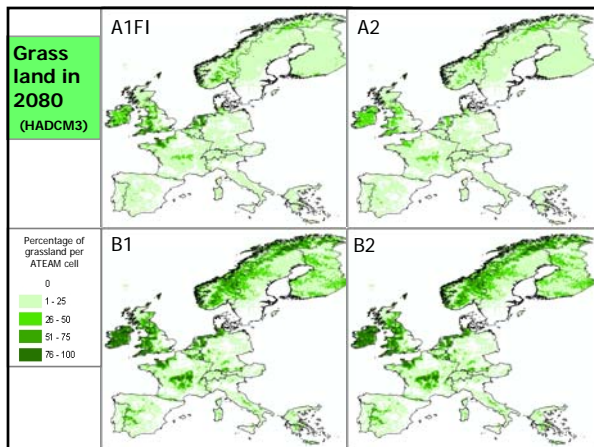 Grass
land in
2080
(HADCM3)
A1FI
A2
Percentage of
grassland per
ATEAM cell
0
1 - 25
26 - 50
51 - 75
76 - 100
B1
B2